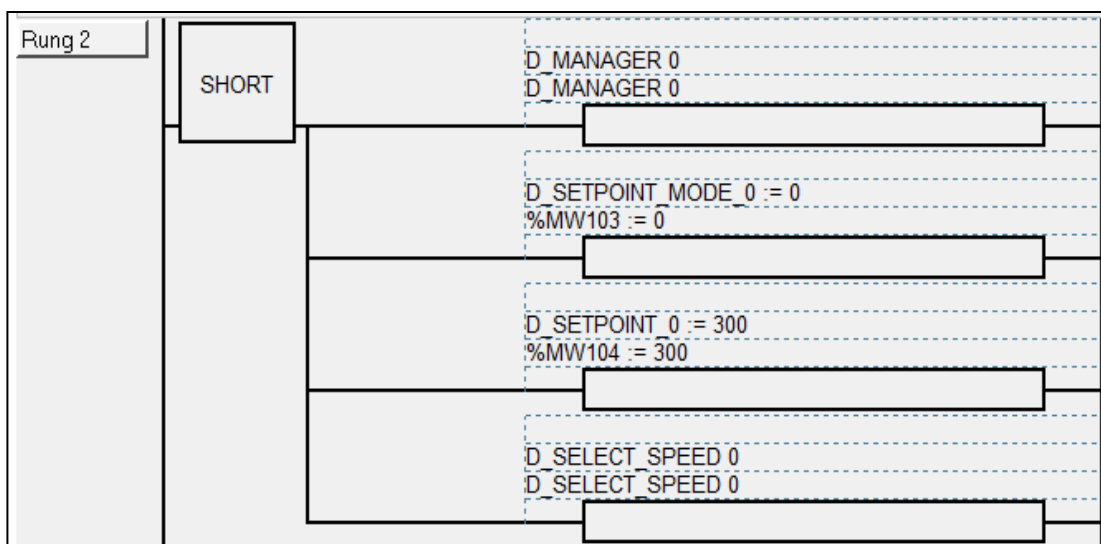 Rung 2
SHORT
D_MANAGER 0
D_MANAGER 0
D_SETPOINT_MODE_0 := 0
%MW103 := 0
D_SETPOINT_0 := 300
%MW104 := 300
D_SELECT_SPEED 0
D_SELECT_SPEED 0